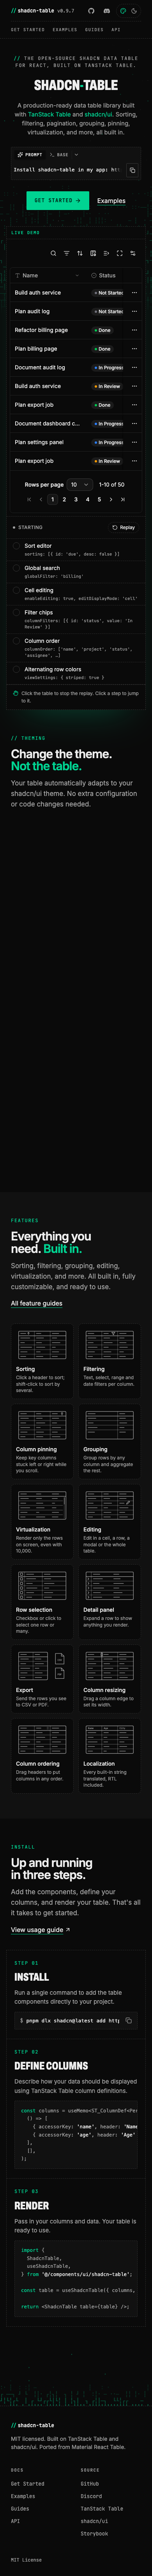 // shadcn-table v0.9.7
GET STARTED EXAMPLES GUIDES API
// THE OPEN-SOURCE SHADCN DATA TABLE
FOR REACT, BUILT ON TANSTACK TABLE.
SHADCN-TABLE
A production-ready data table library built
with TanStack Table and shadcn/ui. Sorting,
filtering, pagination, grouping, pinning,
virtualization, and more, all built in.
PROMPT BASE
Install shadcn-table in my app:
GET STARTED →
Examples
LIVE DEMO
Name Status
Build auth service Not Started
Plan audit log Not Started
Refactor billing page Done
Plan billing page Done
Document audit log In Progress
Build auth service In Review
Plan export job Done
Document dashboard c... In Progress
Plan settings panel In Progress
Plan export job In Review
Rows per page 10 1–10 of 50
1 2 3 4 5
STARTING Replay
Sort editor
sorting: [{ id: 'due', desc: false }]
Global search
globalFilter: 'billing'
Cell editing
enableEditing: true, editDisplayMode: 'cell'
Filter chips
columnFilters: [{ id: 'status', value: 'In
Review' }]
Column order
columnOrder: ['name', 'project', 'status',
'assignee', …]
Alternating row colors
viewSettings: { striped: true }
Click the table to stop the replay. Click a step to jump
to it.
// THEMING
Change the theme.
Not the table.
Your table automatically adapts to your
shadcn/ui theme. No extra configuration
or code changes needed.
FEATURES
Everything you
need. Built in.
Sorting, filtering, grouping, editing,
virtualization, and more. All built in, fully
customizable, and ready to use.
All feature guides
Sorting
Click a header to sort;
shift-click to sort by
several.
Filtering
Text, select, range and
date filters per column.
Column pinning
Keep key columns
stuck left or right while
you scroll.
Grouping
Group rows by any
column and aggregate
the rest.
Virtualization
Render only the rows
on screen, even with
10,000.
Editing
Edit in a cell, a row, a
modal or the whole
table.
Row selection
Checkbox or click to
select one row or
many.
Detail panel
Expand a row to show
anything you render.
Export
Send the rows you see
to CSV or PDF.
Column resizing
Drag a column edge to
set its width.
Column ordering
Drag headers to put
columns in any order.
Localization
Every built-in string
translated, RTL
included.
INSTALL
Up and running
in three steps.
Add the components, define your
columns, and render your table. That's all
it takes to get started.
View usage guide ↗
STEP 01
INSTALL
Run a single command to add the table
components directly to your project.
$ pnpm dlx shadcn@latest add http
STEP 02
DEFINE COLUMNS
Describe how your data should be displayed
using TanStack Table column definitions.
const columns = useMemo<ST_ColumnDef<Per
() => [
{ accessorKey: 'name', header: 'Name
{ accessorKey: 'age', header: 'Age'
],
[],
);
STEP 03
RENDER
Pass in your columns and data. Your table is
ready to use.
import {
ShadcnTable,
useShadcnTable,
} from '@/components/ui/shadcn-table';
const table = useShadcnTable({ columns,
return <ShadcnTable table={table} />;
// shadcn-table
MIT licensed. Built on TanStack Table and
shadcn/ui. Ported from Material React Table.
DOCS SOURCE
Get Started GitHub
Examples Discord
Guides TanStack Table
API shadcn/ui
Storybook
MIT License